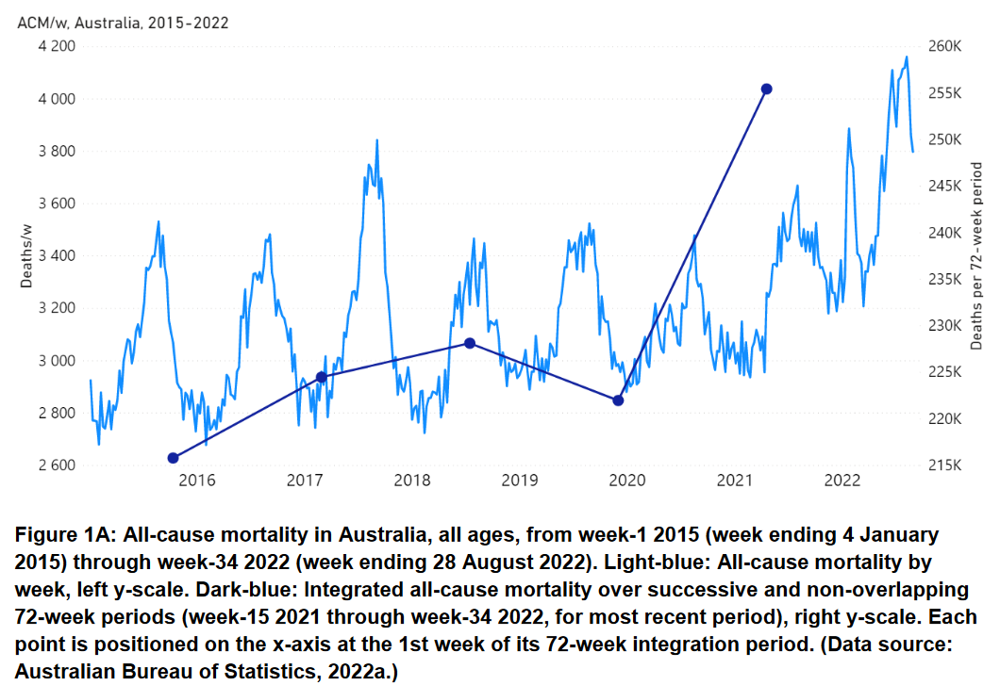 ACM/w, Australia, 2015-2022
4 200
4 000
3 800
3 600
3 400
3 200
3 000
2 800
2 600
Deaths/w
260K
255K
250K
245K
240K
235K
230K
225K
220K
215K
Deaths per 72-week period
2016
2017
2018
2019
2020
2021
2022
Figure 1A: All-cause mortality in Australia, all ages, from week-1 2015 (week ending 4 January
2015) through week-34 2022 (week ending 28 August 2022). Light-blue: All-cause mortality by
week, left y-scale. Dark-blue: Integrated all-cause mortality over successive and non-overlapping
72-week periods (week-15 2021 through week-34 2022, for most recent period), right y-scale. Each
point is positioned on the x-axis at the 1st week of its 72-week integration period. (Data source:
Australian Bureau of Statistics, 2022a.)